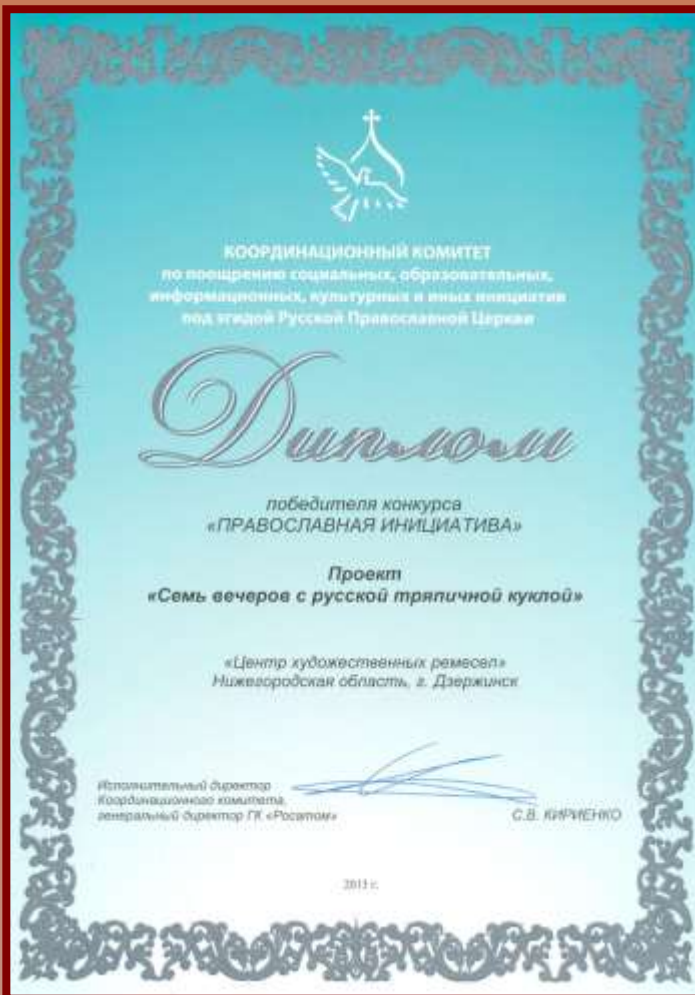 КООРДИНАЦИОННЫЙ КОМИТЕТ
по поощрению социальных, образовательных,
информационных, культурных и иных инициатив
под эгидой Русской Православной Церкви
Диплом
победителя конкурса
«ПРАВОСЛАВНАЯ ИНИЦИАТИВА»
Проект
«Семь вечеров с русской тряпичной куклой»
«Центр художественных ремесел»
Нижегородская область, г. Дзержинск
Исполнительный директор
Координационного комитета,
генеральный директор ГК «Росатом»
С.В. КИРИЕНКО
г.